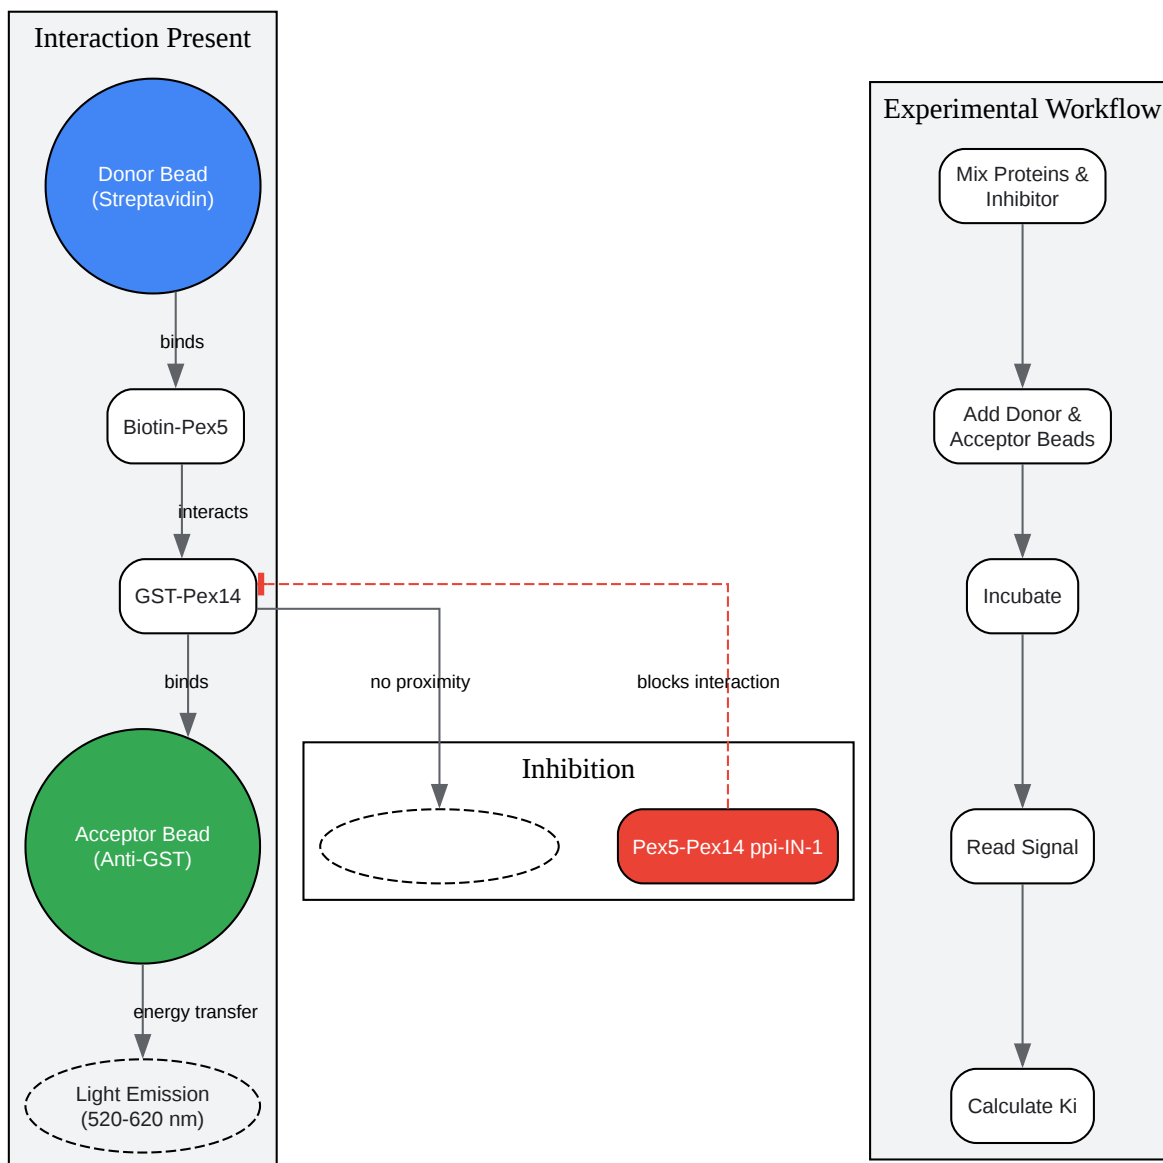 Interaction Present
Donor Bead
(Streptavidin)
binds
Biotin-Pex5
interacts
GST-Pex14
binds
Acceptor Bead
(Anti-GST)
energy transfer
Light Emission
(520-620 nm)
no proximity
blocks interaction
Inhibition
Pex5-Pex14 ppi-IN-1
Experimental Workflow
Mix Proteins &
Inhibitor
Add Donor &
Acceptor Beads
Incubate
Read Signal
Calculate Ki